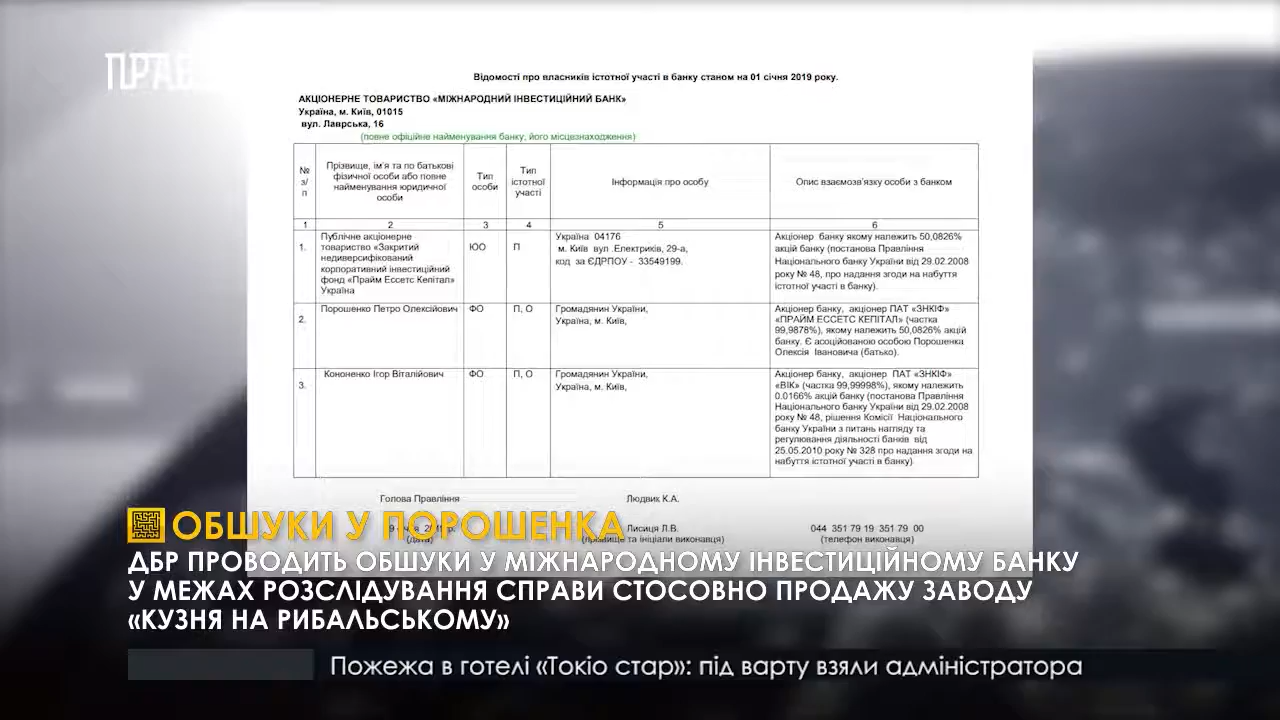 ПРАВ
Відомості про власників істотної участі в банку станом на 01 січня 2019 року.
АКЦІОНЕРНЕ ТОВАРИСТВО «МІЖНАРОДНИЙ ІНВЕСТИЦІЙНИЙ БАНК»
Україна, м. Київ, 01015
вул. Лаврська, 16
(повне офіційне найменування банку, його місцезнаходження)
№ з/п
Прізвище, ім'я та по батькові
фізичної особи або повне
найменування юридичної
особи
Тип
особи
Тип
істотної
участі
Інформація про особу
Опис взаємозв'язку особи з банком
1 2 3 4 5 6
1.
Публічне акціонерне
товариство «Закритий
недиверсифікований
корпоративний інвестиційний
фонд «Прайм Ессетс Кепітал»
Україна
ЮО
П
Україна 04176
м. Київ вул .Електриків, 29-а,
код за ЄДРПОУ - 33549199.
Акціонер банку якому належить 50,0826%
акцій банку (постанова Правління
Національного банку України від 29.02.2008
року № 48, про надання згоди на набуття
істотної участі в банку).
2.
Порошенко Петро Олексійович
ФО
П, О
Громадянин України,
Україна, м. Київ,
Акціонер банку, акціонер ПАТ «ЗНКІФ»
«ПРАЙМ ЕССЕТС КЕПІТАЛ» (частка
99,9878%), якому належить 50,0826% акцій
банку. Є асоційованою особою Порошенка
Олексія Івановича (батько).
3.
Кононенко Ігор Віталійович
ФО
П, О
Громадянин України,
Україна, м. Київ,
Акціонер банку, акціонер ПАТ «ЗНКІФ»
«ВІК» (частка 99,99998%), якому належить
0.0166% акцій банку (постанова Правління
Національного банку України від 29.02.2008
року № 48, рішення Комісії Національного
банку України з питань нагляду та
регулювання діяльності банків від
25.05.2010 року № 328 про надання згоди на
набуття істотної участі в банку)
Голова Правління Людвик К.А.
Лисиця Л.В. 044 351 79 19 351 79 00
(дата) (прізвище та ініціали виконавця) (телефон виконавця)
ОБШУКИ У ПОРОШЕНКА
ДБР ПРОВОДИТЬ ОБШУКИ У МІЖНАРОДНОМУ ІНВЕСТИЦІЙНОМУ БАНКУ
У МЕЖАХ РОЗСЛІДУВАННЯ СПРАВИ СТОСОВНО ПРОДАЖУ ЗАВОДУ
«КУЗНЯ НА РИБАЛЬСЬКОМУ»
Пожежа в готелі «Токіо стар»: під варту взяли адміністратора